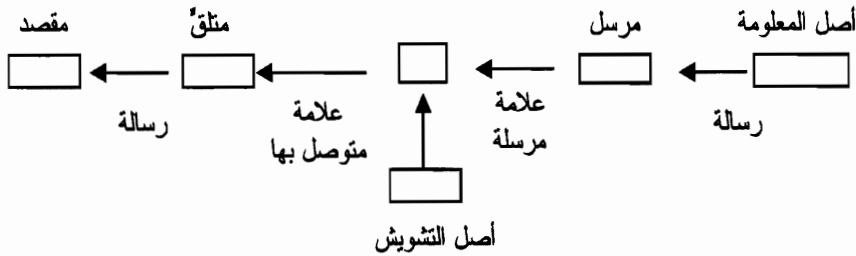 أصل المعلومة
مرسل
متلقٍّ
مقصد
رسالة
علامة
مرسلة
علامة
متوصل بها
رسالة
أصل التشويش